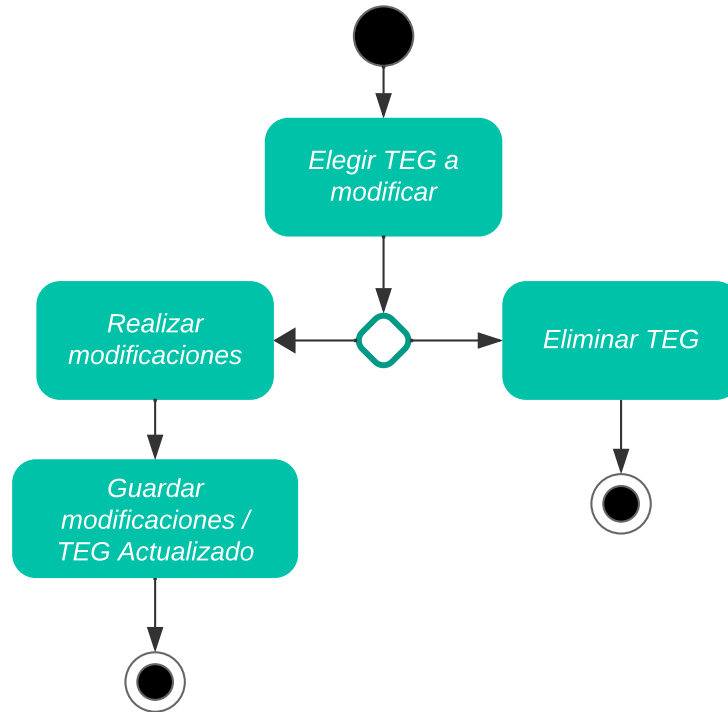 Elegir TEG a
modificar
Realizar
modificaciones
Eliminar TEG
Guardar
modificaciones /
TEG Actualizado